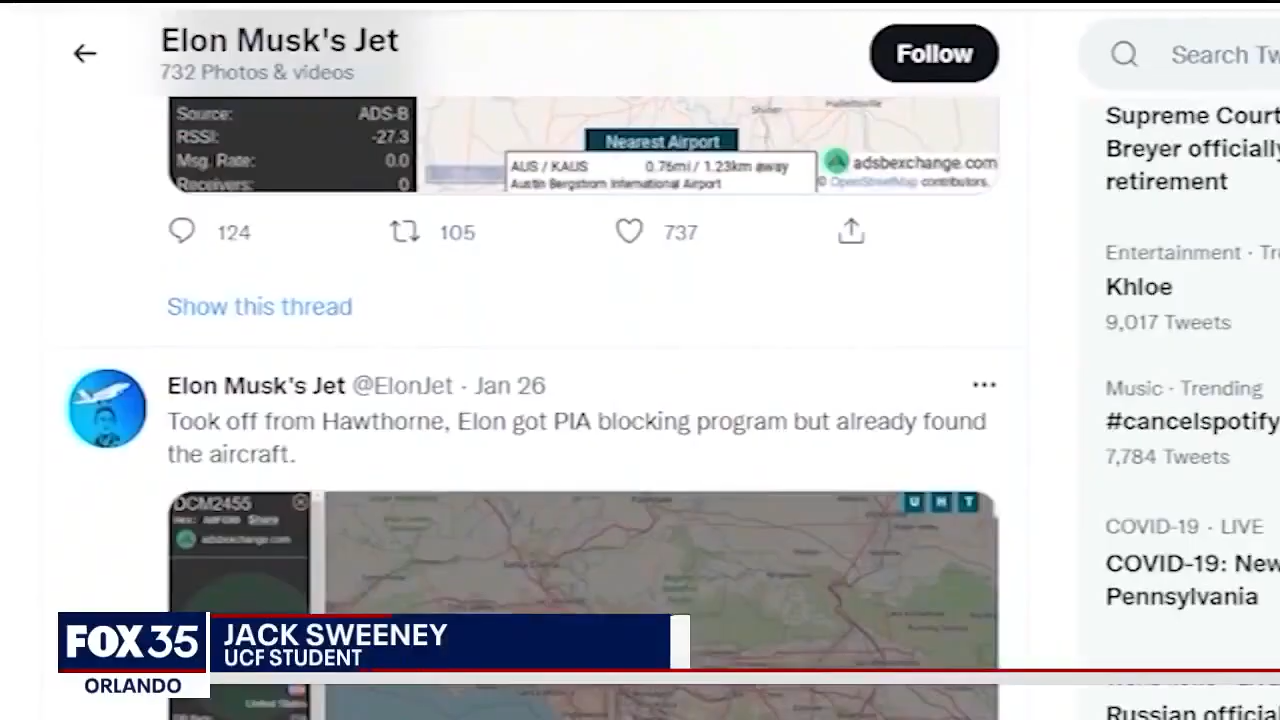 Elon Musk's Jet
732 Photos & videos
Follow
Search Tw
Source: ADS-B
RSSI: -27.3
Msg. Rate: 0.0
Receivers: 0
Nearest Airport
AUS / KAUS 0.76mi / 1.23km away
Austin Bergstrom International Airport
adsbexchange.com
© OpenStreetMap contributors.
124
105
737
Show this thread
Elon Musk's Jet @ElonJet · Jan 26
Took off from Hawthorne, Elon got PIA blocking program but already found
the aircraft.
DCM2455
Share
adsbexchange.com
U H T
United States
Supreme Court
Breyer officially
retirement
Entertainment · Tre
Khloe
9,017 Tweets
Music · Trending
#cancelspotify
7,784 Tweets
COVID-19 · LIVE
COVID-19: New
Pennsylvania
Russian officia
FOX 35
ORLANDO
JACK SWEENEY
UCF STUDENT